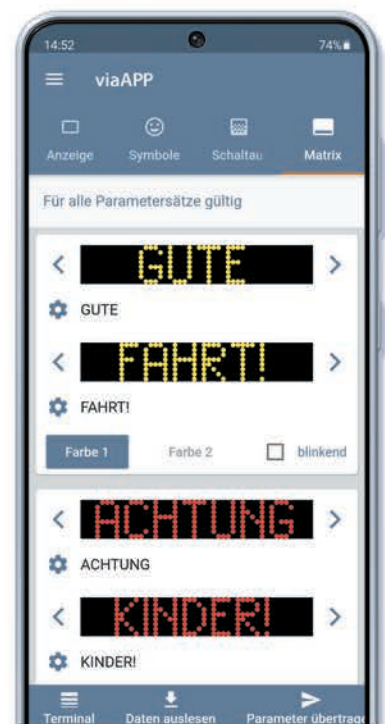 14:52 74%
viaAPP
Anzeige Symbole Schaltau Matrix
Für alle Parametersätze gültig
GUTE
GUTE
FAHRT!
FAHRT!
Farbe 1 Farbe 2 blinkend
ACHTUNG
ACHTUNG
KINDER!
KINDER!
Terminal Daten auslesen Parameter übertrage